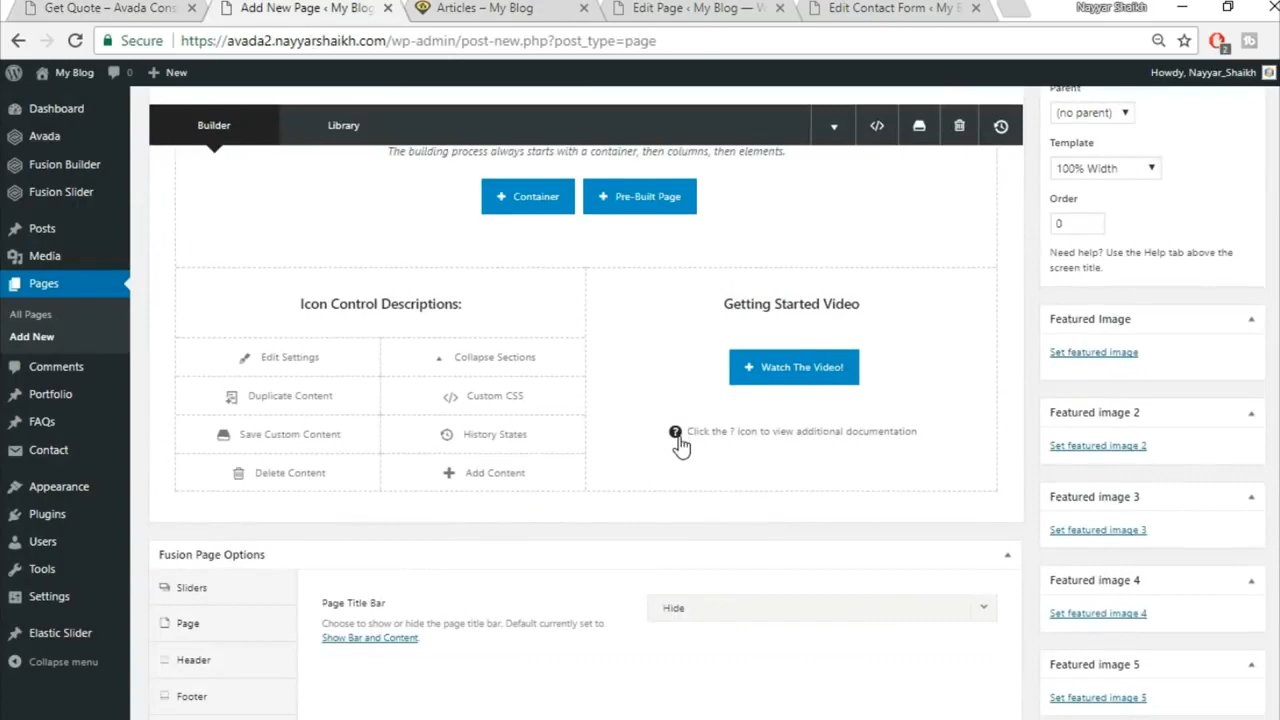 Get Quote – Avada Cons
Add New Page ‹ My Blog
Articles – My Blog
Edit Page ‹ My Blog — W
Edit Contact Form ‹ My B
Nayyar Shaikh
Secure
https://avada2.nayyarshaikh.com/wp-admin/post-new.php?post_type=page
2
My Blog
0
New
Howdy, Nayyar_Shaikh
Dashboard
Avada
Fusion Builder
Fusion Slider
Posts
Media
Pages
All Pages
Add New
Comments
Portfolio
FAQs
Contact
Appearance
Plugins
Users
Tools
Settings
Elastic Slider
Collapse menu
Builder
Library
The building process always starts with a container, then columns, then elements.
Container
Pre-Built Page
Icon Control Descriptions:
Edit Settings
Collapse Sections
Duplicate Content
Custom CSS
Save Custom Content
History States
Delete Content
Add Content
Getting Started Video
Watch The Video!
Click the ? icon to view additional documentation
Fusion Page Options
Sliders
Page
Header
Footer
Page Title Bar
Choose to show or hide the page title bar. Default currently set to
Show Bar and Content.
Hide
Parent
(no parent)
Template
100% Width
Order
0
Need help? Use the Help tab above the
screen title.
Featured Image
Set featured image
Featured image 2
Set featured image 2
Featured image 3
Set featured image 3
Featured image 4
Set featured image 4
Featured image 5
Set featured image 5